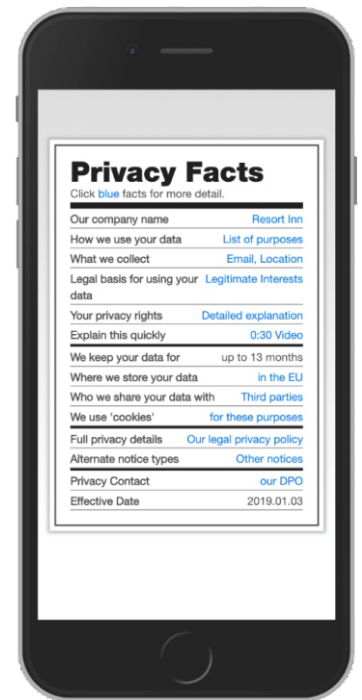 Privacy Facts
Click blue facts for more detail.
Our company name Resort Inn
How we use your data List of purposes
What we collect Email, Location
Legal basis for using your Legitimate Interests
data
Your privacy rights Detailed explanation
Explain this quickly 0:30 Video
We keep your data for up to 13 months
Where we store your data in the EU
Who we share your data with Third parties
We use 'cookies' for these purposes
Full privacy details Our legal privacy policy
Alternate notice types Other notices
Privacy Contact our DPO
Effective Date 2019.01.03